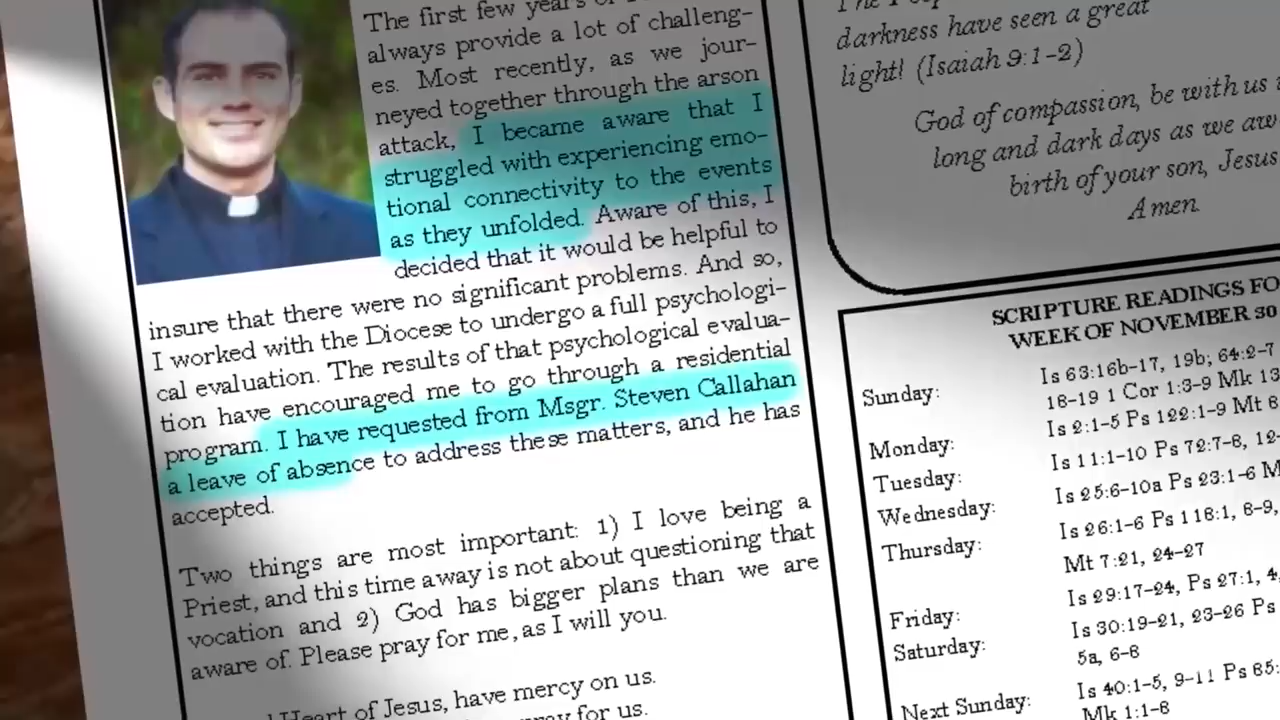 The first few years of
always provide a lot of challeng-
es. Most recently, as we jour-
neyed together through the arson
attack, I became aware that I
struggled with experiencing emo-
tional connectivity to the events
as they unfolded. Aware of this, I
decided that it would be helpful to
insure that there were no significant problems. And so,
I worked with the Diocese to undergo a full psychologi-
cal evaluation. The results of that psychological evalua-
tion have encouraged me to go through a residential
program. I have requested from Msgr. Steven Callahan
a leave of absence to address these matters, and he has
accepted.
Two things are most important: 1) I love being a
Priest, and this time away is not about questioning that
vocation and 2) God has bigger plans than we are
aware of. Please pray for me, as I will you.
Heart of Jesus, have mercy on us.
pray for us.
darkness have seen a great
light! (Isaiah 9:1-2)
God of compassion, be with us
long and dark days as we aw
birth of your son, Jesus
Amen.
SCRIPTURE READINGS FO
WEEK OF NOVEMBER 30
Sunday: Is 63:16b-17, 19b; 64:2-7
16-19 1 Cor 1:3-9 Mk 13
Monday: Is 2:1-5 Ps 122:1-9 Mt 8
Tuesday: Is 11:1-10 Ps 72:7-8, 12-
Wednesday: Is 25:6-10a Ps 23:1-6 M
Thursday: Is 26:1-6 Ps 118:1, 8-9,
Mt 7:21, 24-27
Friday: Is 29:17-24, Ps 27:1, 4,
Saturday: Is 30:19-21, 23-26 Ps
5a, 6-8
Next Sunday: Is 40:1-5, 9-11 Ps 85:
Mk 1:1-8